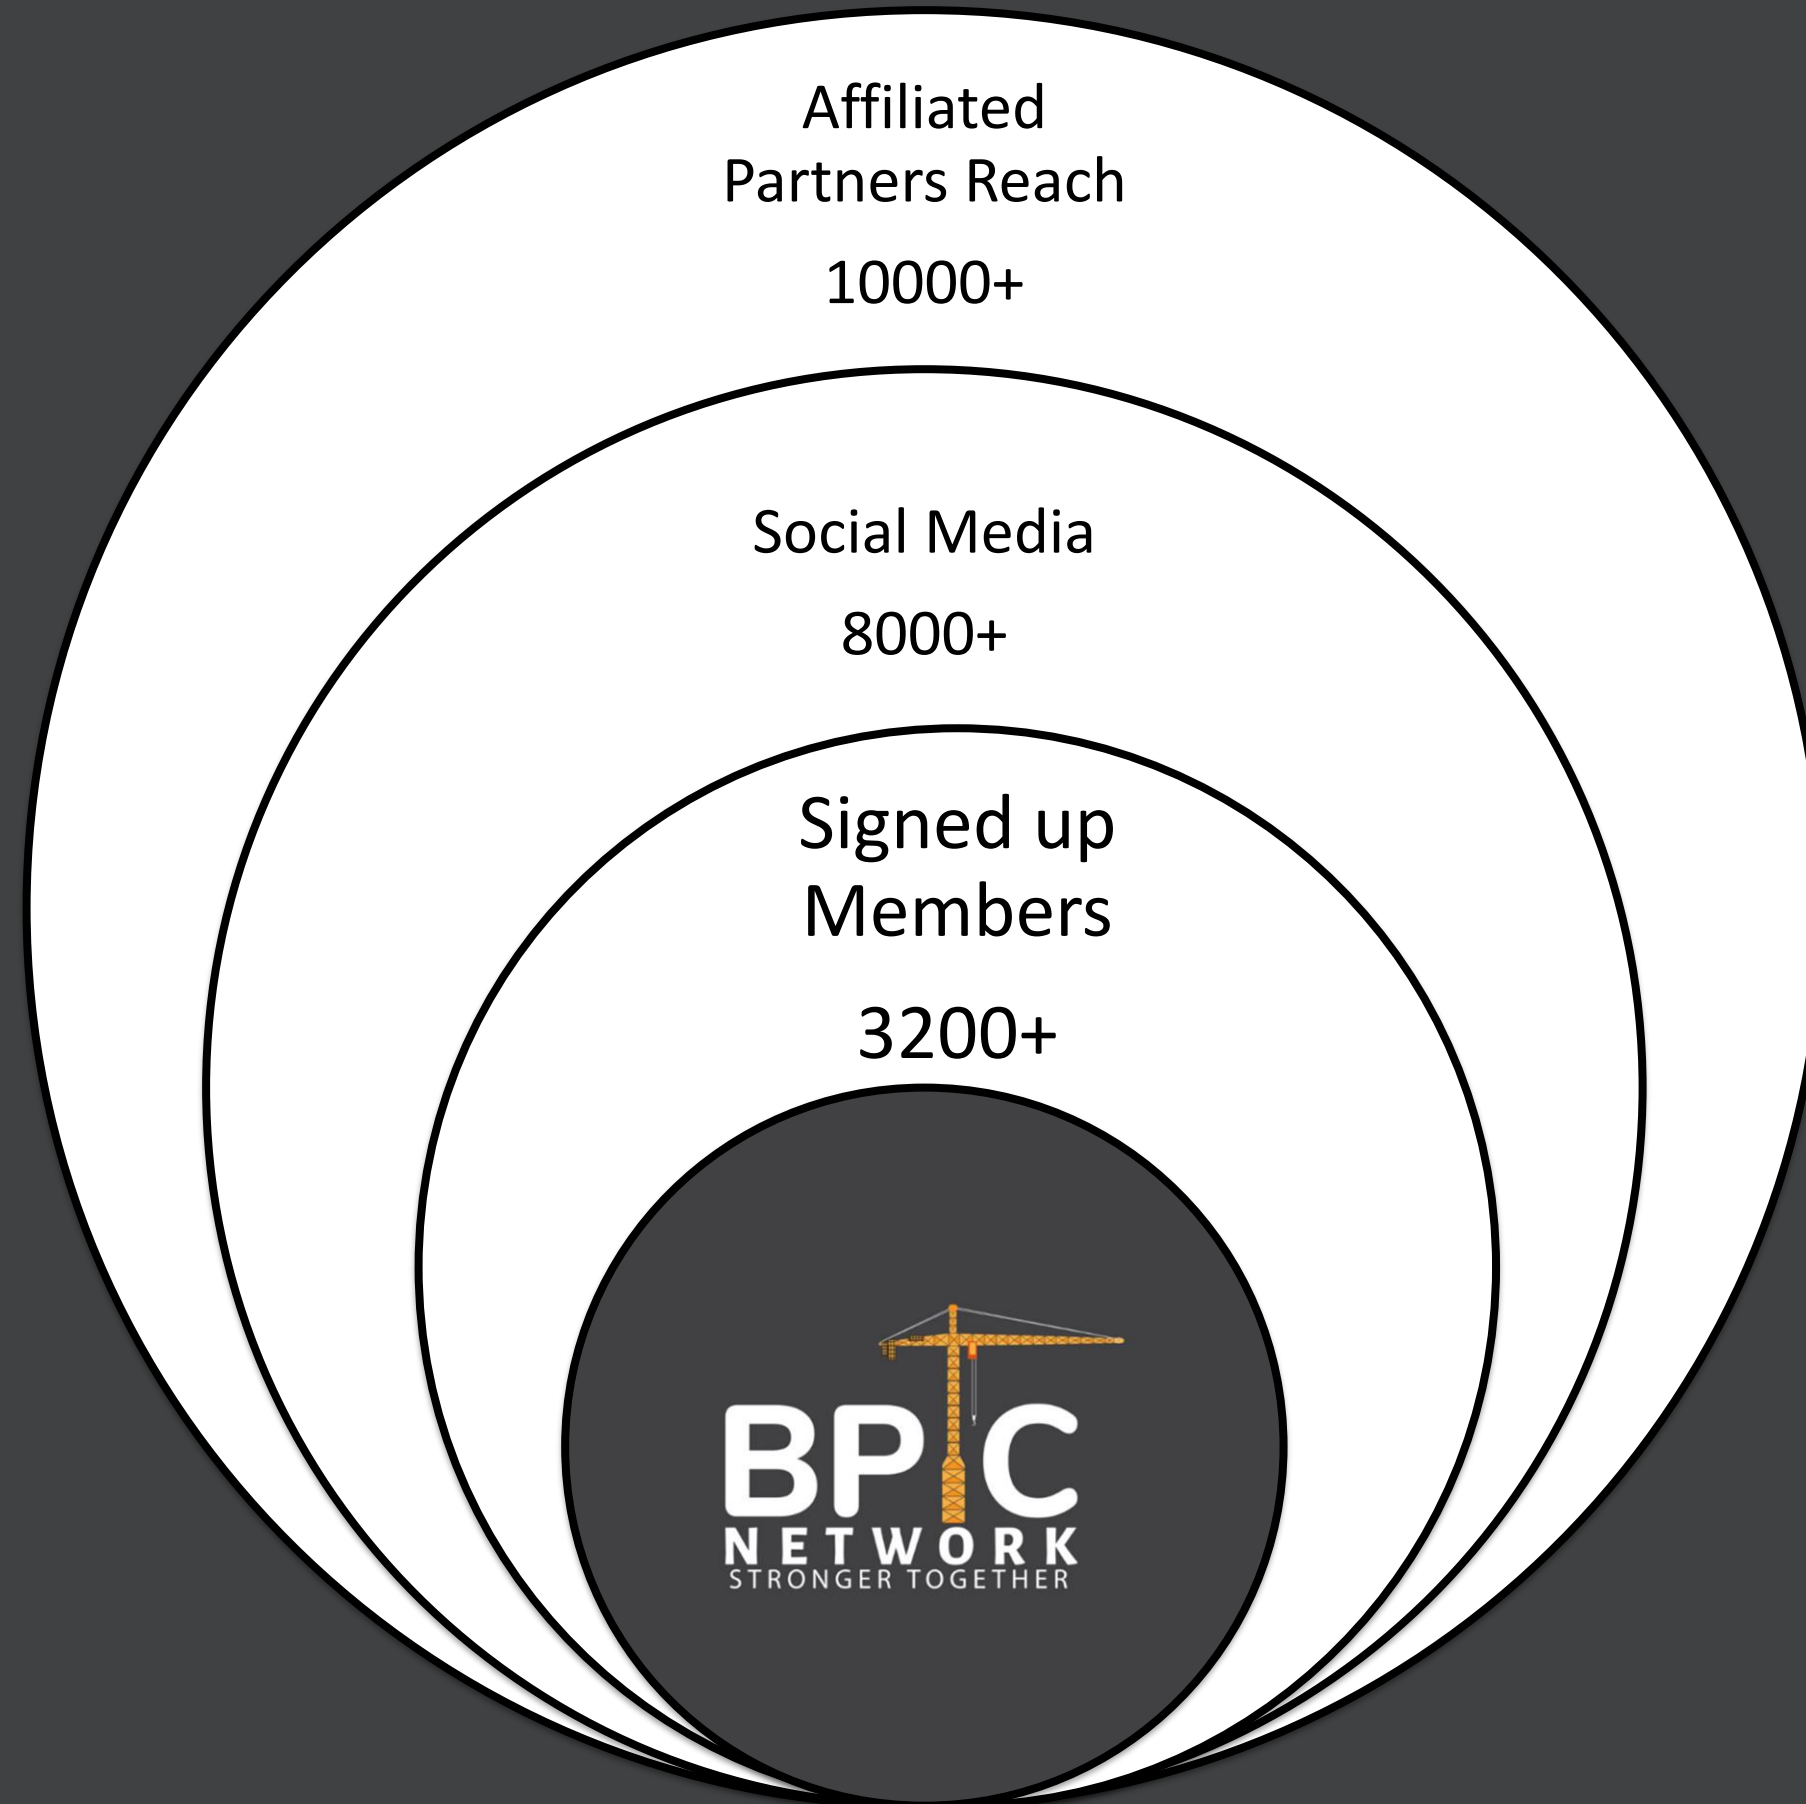 Affiliated
Partners Reach
10000+
Social Media
8000+
Signed up
Members
3200+
BPIC
NETWORK
STRONGER TOGETHER